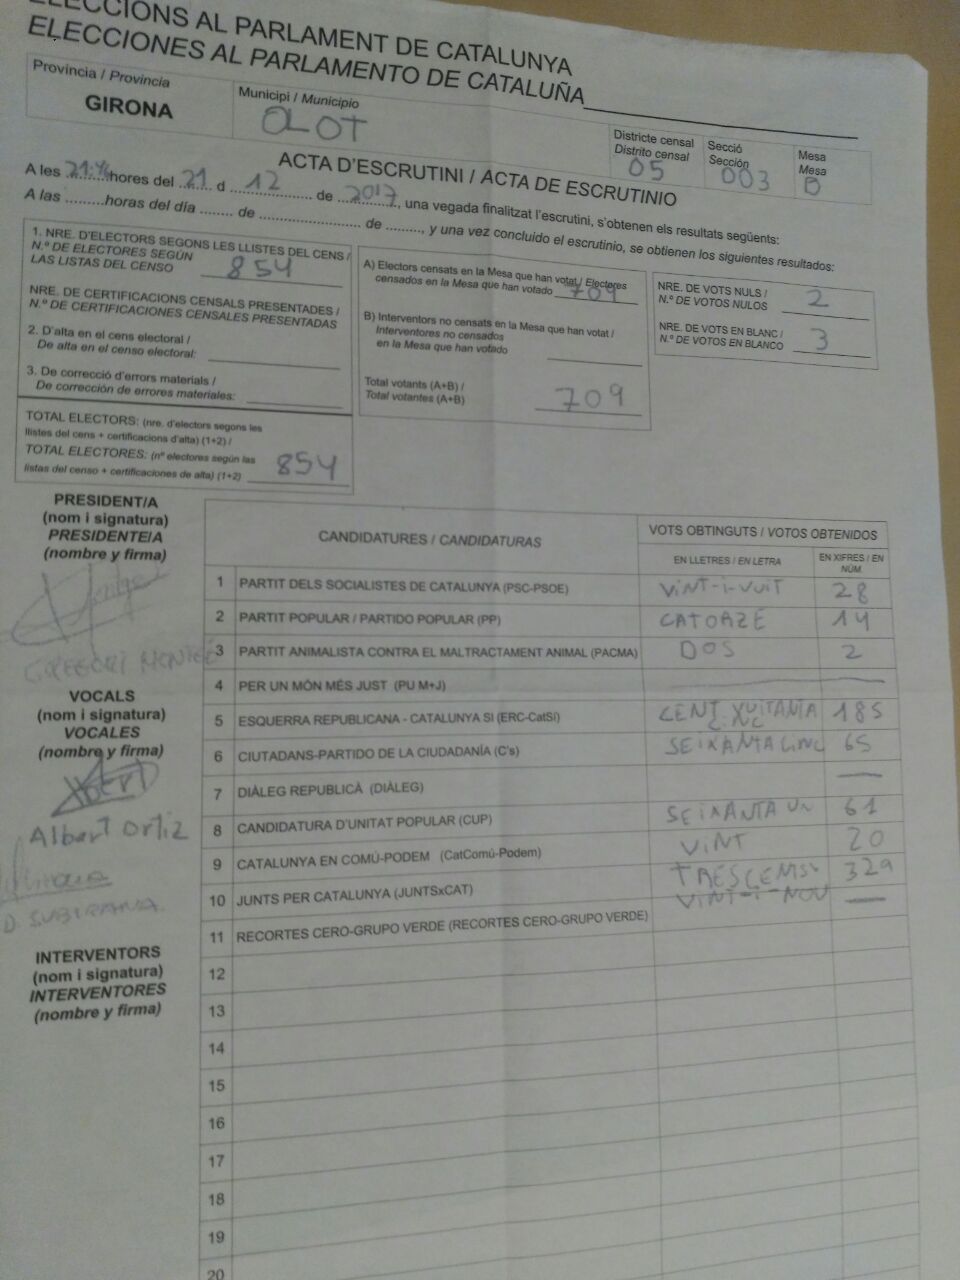 ELECCIONS AL PARLAMENT DE CATALUNYA
ELECCIONES AL PARLAMENTO DE CATALUÑA
Província / Provincia
GIRONA
Municipi / Municipio
OLOT
Districte censal
Distrito censal
05
Secció
Sección
003
Mesa
Mesa
B
ACTA D'ESCRUTINI / ACTA DE ESCRUTINIO
A les 21:46 hores del 21 d 12 de 2017, una vegada finalitzat l'escrutini, s'obtenen els resultats següents:
A las .........horas del día ........ de ......................... de ........, y una vez concluido el escrutinio, se obtienen los siguientes resultados:
1. NRE. D'ELECTORS SEGONS LES LLISTES DEL CENS /
N.º DE ELECTORES SEGÚN
LAS LISTAS DEL CENSO 854
NRE. DE CERTIFICACIONS CENSALS PRESENTADES /
N.º DE CERTIFICACIONES CENSALES PRESENTADAS
2. D'alta en el cens electoral /
De alta en el censo electoral:
3. De correcció d'errors materials /
De corrección de errores materiales:
TOTAL ELECTORS: (nre. d'electors segons les
llistes del cens + certificacions d'alta) (1+2) /
TOTAL ELECTORES: (nº electores según las
listas del censo + certificaciones de alta) (1+2) 854
A) Electors censats en la Mesa que han votat / Electores
censados en la Mesa que han votado 709
B) Interventors no censats en la Mesa que han votat /
Interventores no censados
en la Mesa que han votado
Total votants (A+B) /
Total votantes (A+B) 709
NRE. DE VOTS NULS /
N.º DE VOTOS NULOS 2
NRE. DE VOTS EN BLANC /
N.º DE VOTOS EN BLANCO 3
PRESIDENT/A
(nom i signatura)
PRESIDENTE/A
(nombre y firma)
GREGORI
VOCALS
(nom i signatura)
VOCALES
(nombre y firma)
Albert Ortiz
D. SUBIRANA
INTERVENTORS
(nom i signatura)
INTERVENTORES
(nombre y firma)
CANDIDATURES / CANDIDATURAS
VOTS OBTINGUTS / VOTOS OBTENIDOS
EN LLETRES / EN LETRA
EN XIFRES / EN
NÚM.
1 PARTIT DELS SOCIALISTES DE CATALUNYA (PSC-PSOE) VINT-I-VUIT 28
2 PARTIT POPULAR / PARTIDO POPULAR (PP) CATORZE 14
3 PARTIT ANIMALISTA CONTRA EL MALTRACTAMENT ANIMAL (PACMA) DOS 2
4 PER UN MÓN MÉS JUST (PU M+J)
5 ESQUERRA REPUBLICANA - CATALUNYA SI (ERC-CatSí) CENT VUITANTA CINC 185
6 CIUTADANS-PARTIDO DE LA CIUDADANÍA (C's) SEIXANTA CINC 65
7 DIÀLEG REPUBLICÀ (DIÀLEG)
8 CANDIDATURA D'UNITAT POPULAR (CUP) SEIXANTA UN 61
9 CATALUNYA EN COMÚ-PODEM (CatComú-Podem) VINT 20
10 JUNTS PER CATALUNYA (JUNTSxCAT) TRESCENTS 329
VINT-I-NOU
11 RECORTES CERO-GRUPO VERDE (RECORTES CERO-GRUPO VERDE)
12
13
14
15
16
17
18
19
20